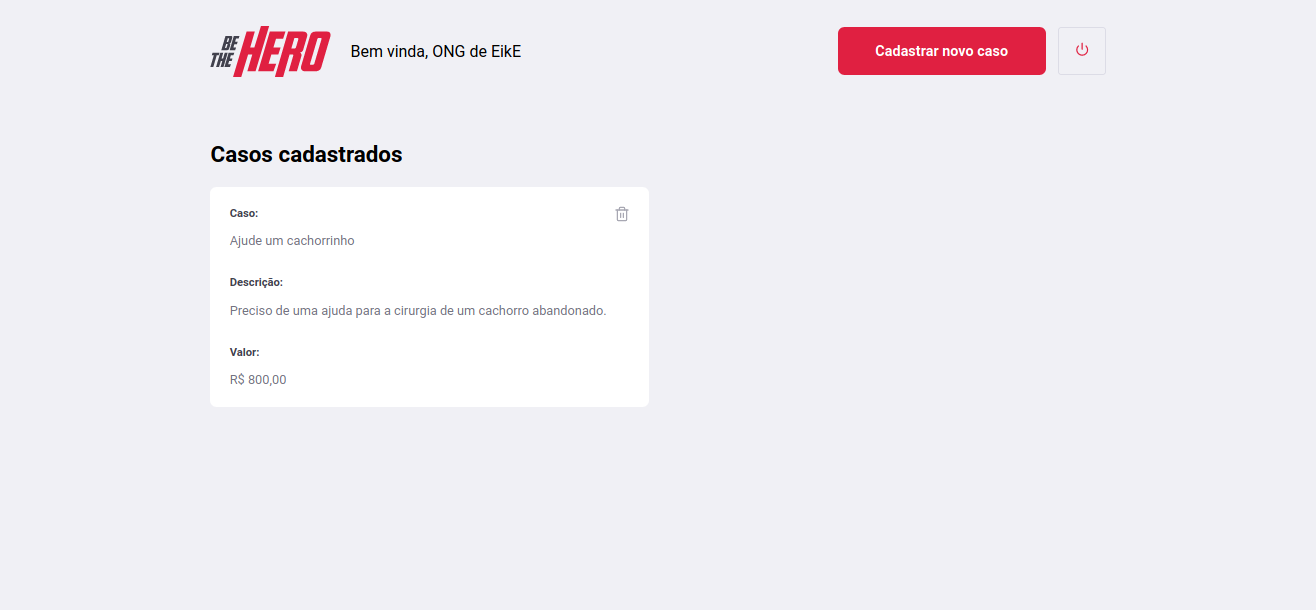 BE
THE
HERO
Bem vinda, ONG de EikE
Cadastrar novo caso
Casos cadastrados
Caso:
Ajude um cachorrinho
Descrição:
Preciso de uma ajuda para a cirurgia de um cachorro abandonado.
Valor:
R$ 800,00